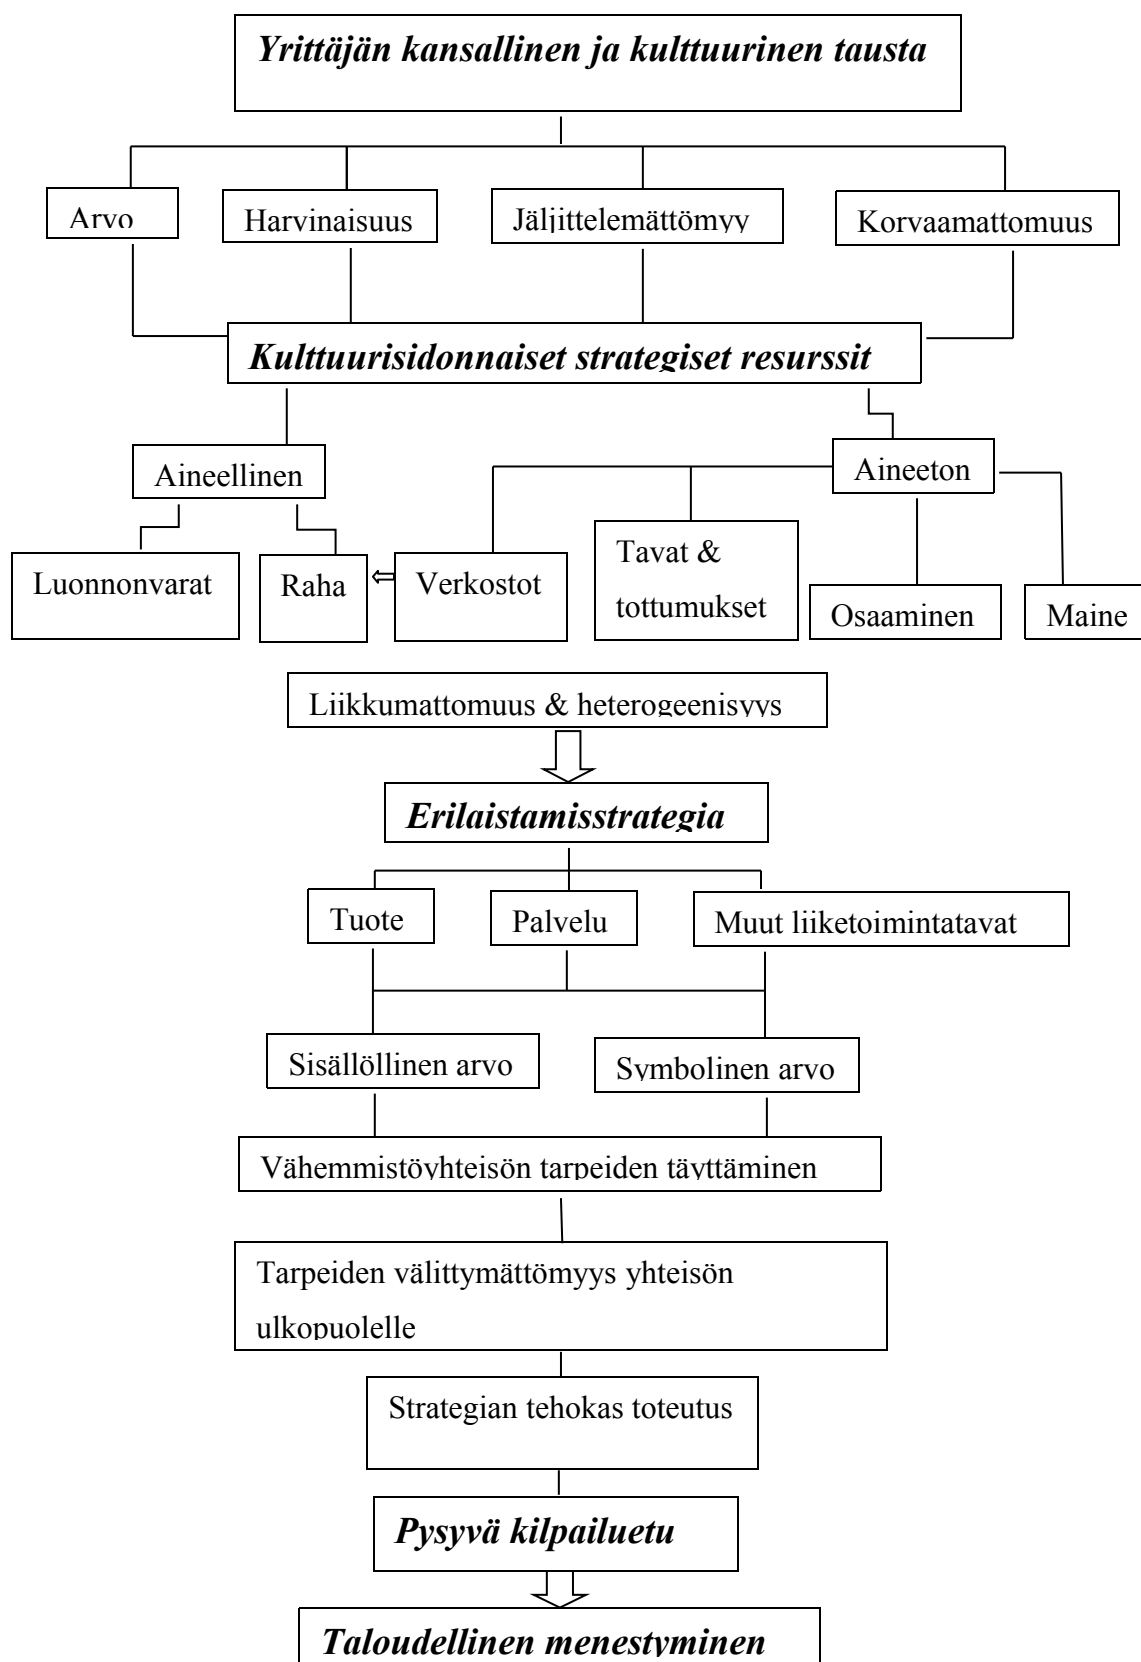 Yrittäjän kansallinen ja kulttuurinen tausta
Arvo
Harvinaisuus
Jäljittelemättömyy
Korvaamattomuus
Kulttuurisidonnaiset strategiset resurssit
Aineellinen
Aineeton
Luonnonvarat
Raha
Verkostot
Tavat &
tottumukset
Osaaminen
Maine
Liikkumattomuus & heterogeenisyys
Erilaistamisstrategia
Tuote
Palvelu
Muut liiketoimintatavat
Sisällöllinen arvo
Symbolinen arvo
Vähemmistöyhteisön tarpeiden täyttäminen
Tarpeiden välittymättömyys yhteisön
ulkopuolelle
Strategian tehokas toteutus
Pysyvä kilpailuetu
Taloudellinen menestyminen